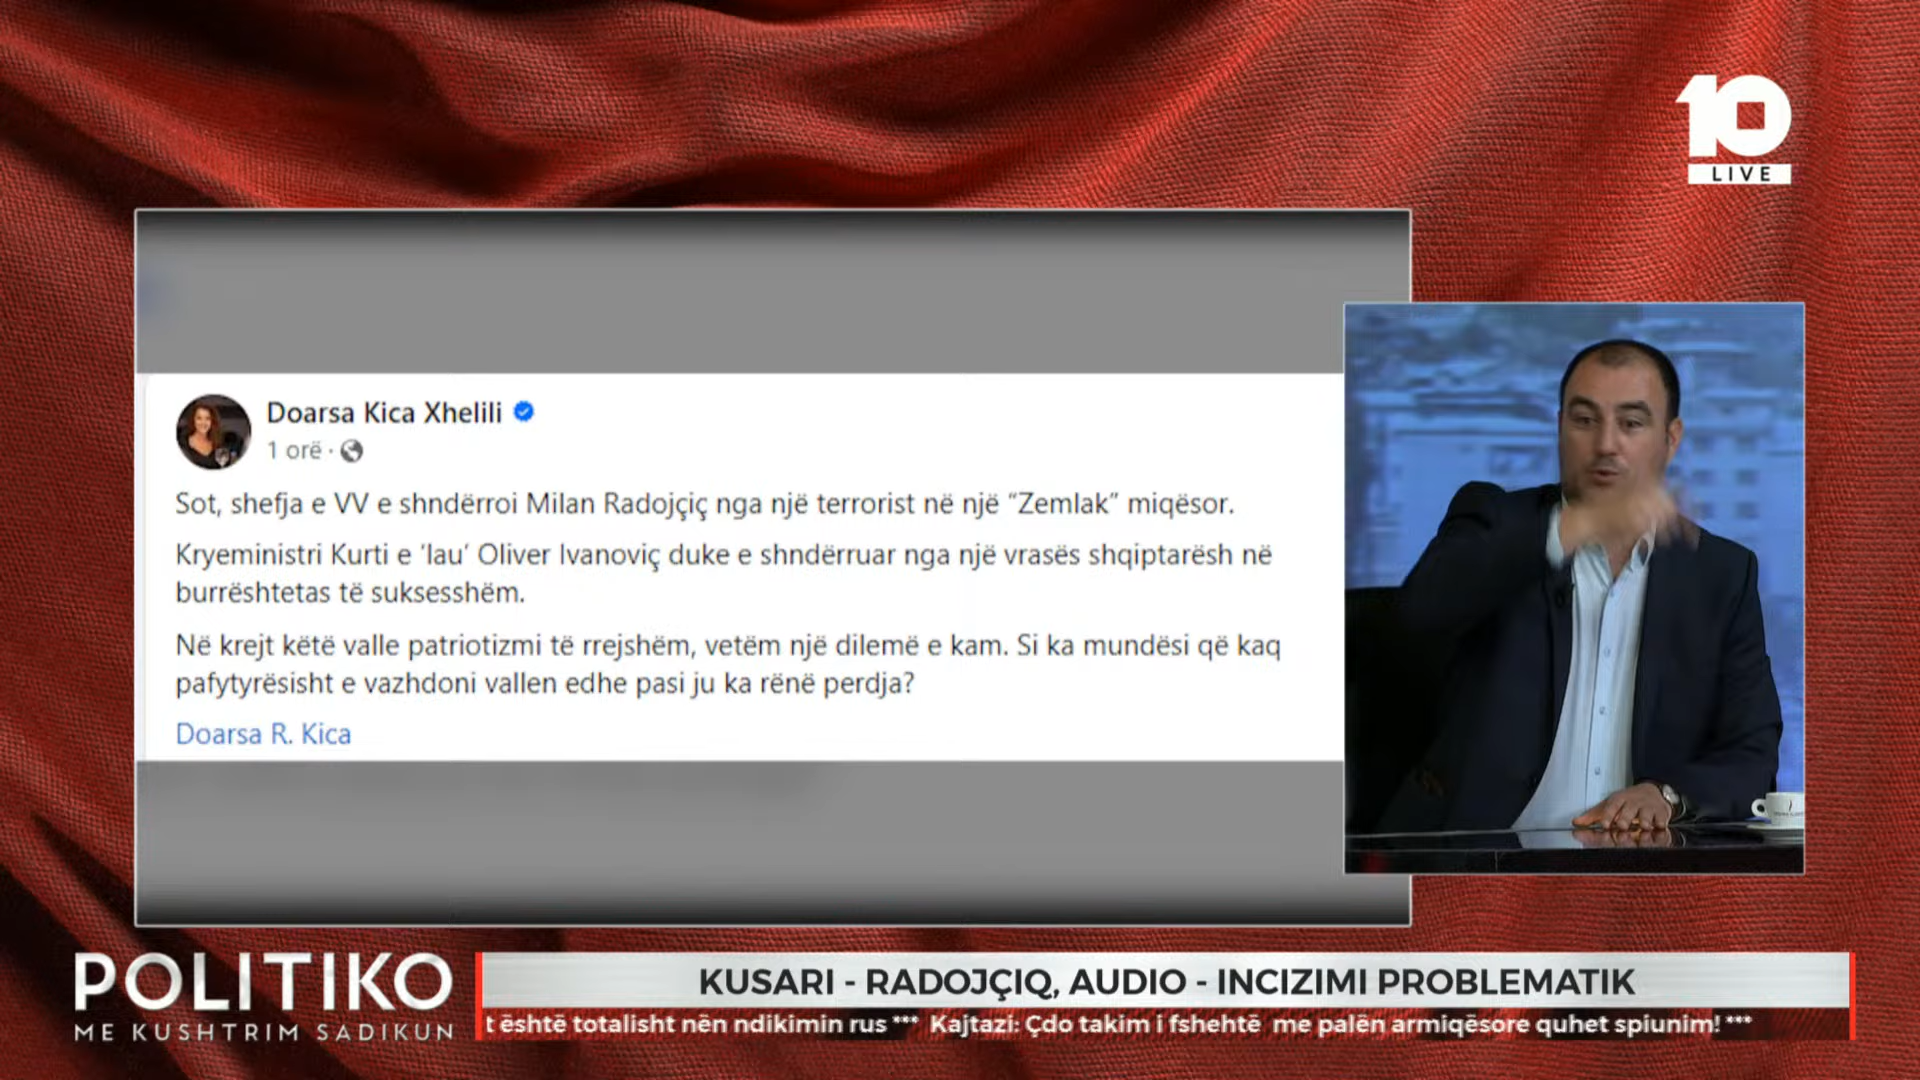 10
LIVE
Doarsa Kica Xhelili
1 orë ·
Sot, shefja e VV e shndërroi Milan Radojçiç nga një terrorist në një “Zemlak” miqësor.
Kryeministri Kurti e ‘lau’ Oliver Ivanoviç duke e shndërruar nga një vrasës shqiptarësh në
burrështetas të suksesshëm.
Në krejt këtë valle patriotizmi të rrejshëm, vetëm një dilemë e kam. Si ka mundësi që kaq
pafytyrësisht e vazhdoni vallen edhe pasi ju ka rënë perdja?
Doarsa R. Kica
POLITIKO
ME KUSHTRIM SADIKUN
KUSARI - RADOJÇIQ, AUDIO - INCIZIMI PROBLEMATIK
t është totalisht nën ndikimin rus *** Kajtazi: Çdo takim i fshehtë me palën armiqësore quhet spiunim! ***